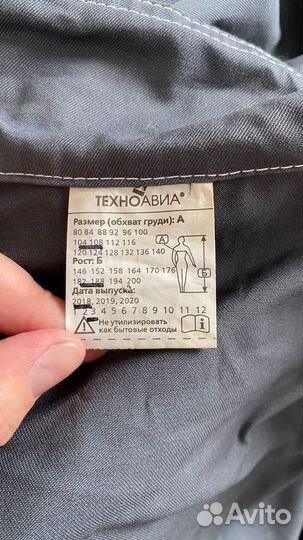 ТЕХНОАВИА®
Размер (обхват груди): А
80 84 88 92 96 100
104 108 112 116
120 124 128 132 136 140
Рост: Б
146 152 158 164 170 176
182 188 194 200
Дата выпуска:
2018, 2019, 2020
1 2 3 4 5 6 7 8 9 10 11 12
Не утилизировать
как бытовые отходы
А
Б
i
Avito